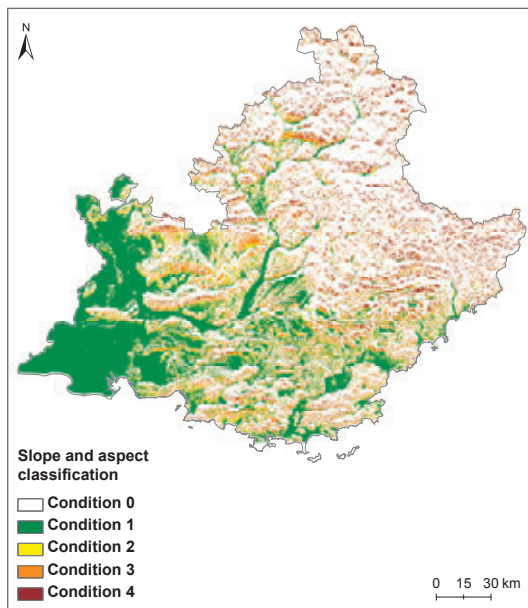 N
Slope and aspect
classification
Condition 0
Condition 1
Condition 2
Condition 3
Condition 4
0 15 30 km